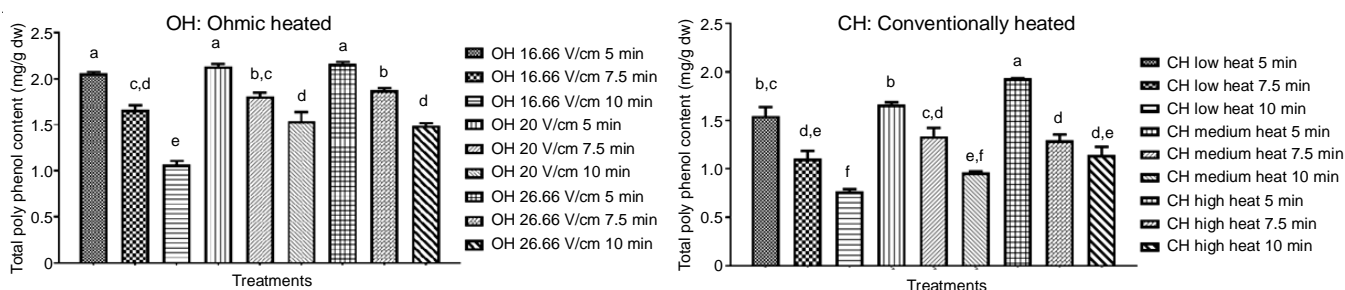 OH: Ohmic heated
Total poly phenol content (mg/g dw)
2.5
2.0
1.5
1.0
0.5
0
a
c,d
e
a
b,c
d
a
b
d
Treatments
OH 16.66 V/cm 5 min
OH 16.66 V/cm 7.5 min
OH 16.66 V/cm 10 min
OH 20 V/cm 5 min
OH 20 V/cm 7.5 min
OH 20 V/cm 10 min
OH 26.66 V/cm 5 min
OH 26.66 V/cm 7.5 min
OH 26.66 V/cm 10 min
CH: Conventionally heated
Total poly phenol content (mg/g dw)
2.5
2.0
1.5
1.0
0.5
0
b,c
d,e
f
b
c,d
e,f
a
d
d,e
Treatments
CH low heat 5 min
CH low heat 7.5 min
CH low heat 10 min
CH medium heat 5 min
CH medium heat 7.5 min
CH medium heat 10 min
CH high heat 5 min
CH high heat 7.5 min
CH high heat 10 min